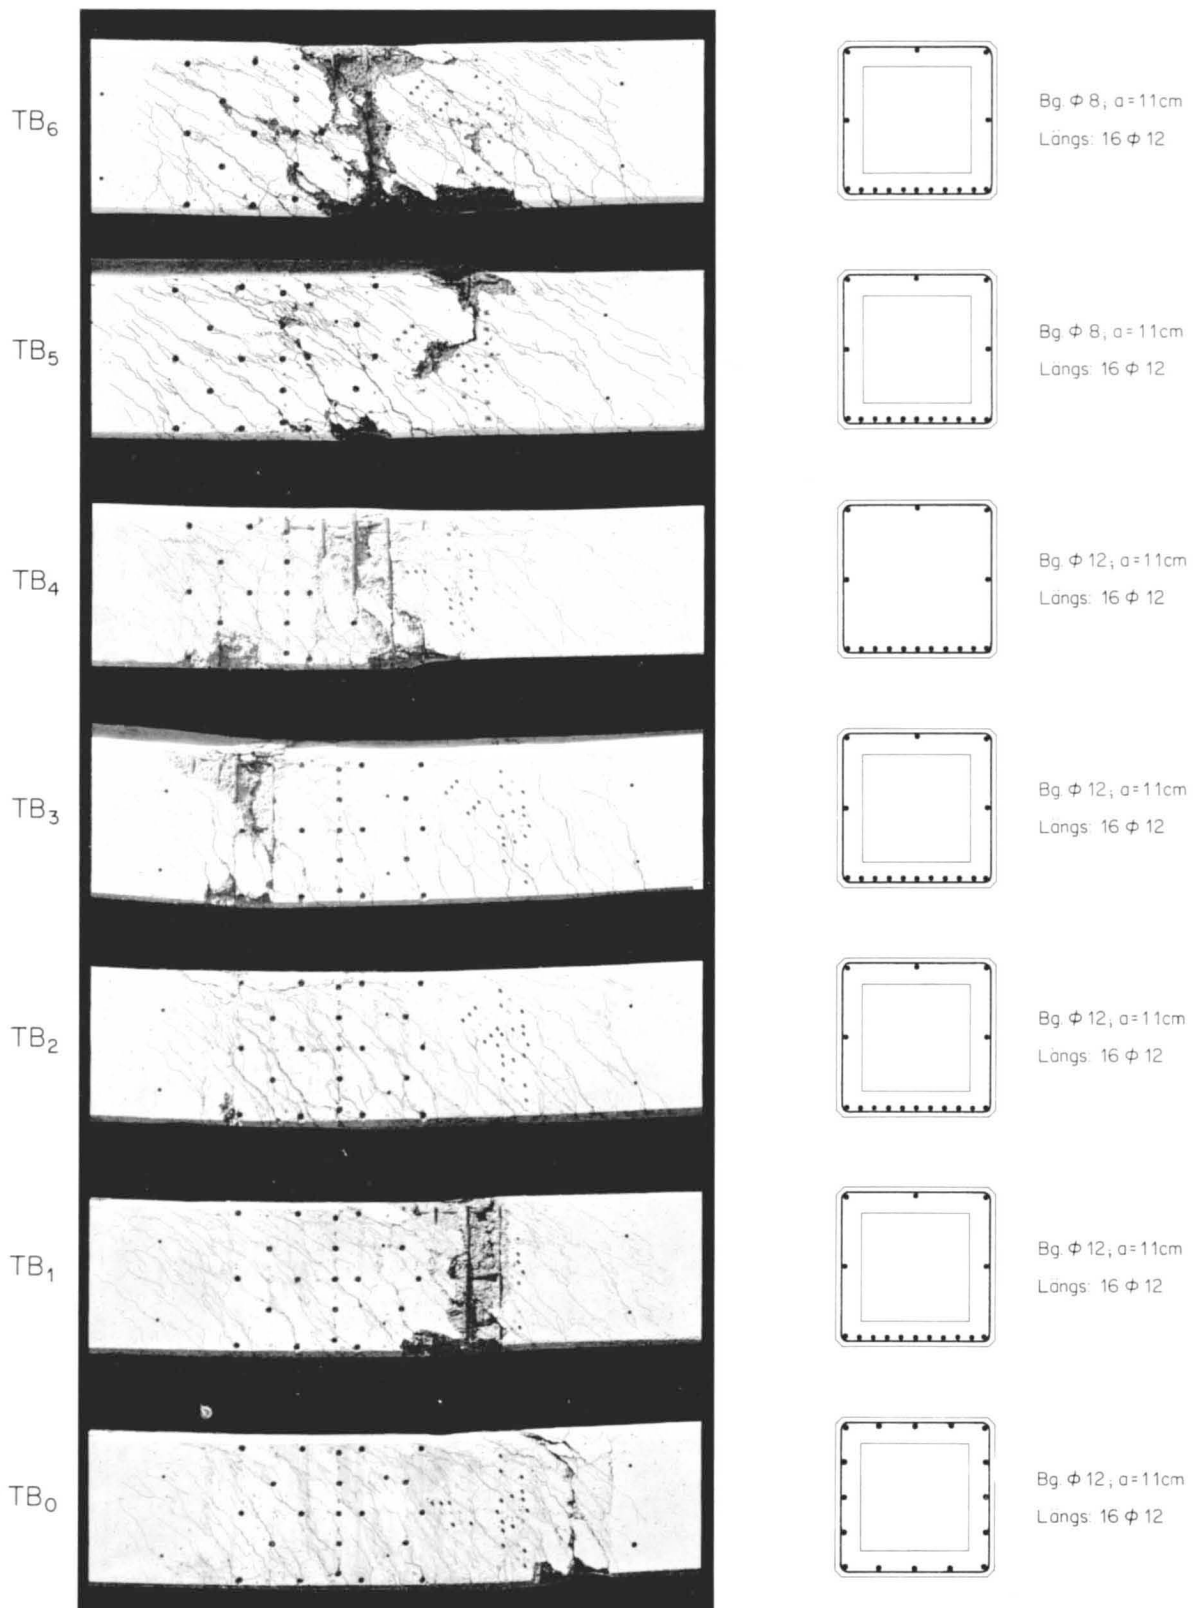 TB6
Bg. ϕ 8; a=11cm
Längs: 16 ϕ 12
TB5
Bg. ϕ 8; a=11cm
Längs: 16 ϕ 12
TB4
Bg. ϕ 12; a=11cm
Längs: 16 ϕ 12
TB3
Bg. ϕ 12; a=11cm
Längs: 16 ϕ 12
TB2
Bg. ϕ 12; a=11cm
Längs: 16 ϕ 12
TB1
Bg. ϕ 12; a=11cm
Längs: 16 ϕ 12
TB0
Bg. ϕ 12; a=11cm
Längs: 16 ϕ 12